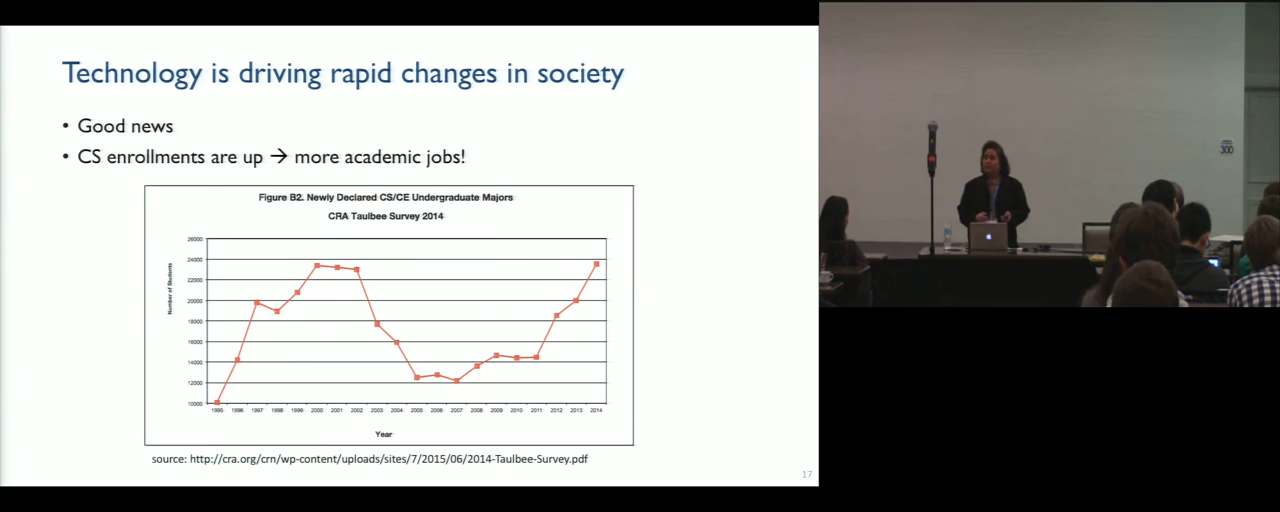 Technology is driving rapid changes in society
• Good news
• CS enrollments are up → more academic jobs!
Figure B2. Newly Declared CS/CE Undergraduate Majors
CRA Taulbee Survey 2014
Number of Students
26000
24000
22000
20000
18000
16000
14000
12000
10000
1995 1996 1997 1998 1999 2000 2001 2002 2003 2004 2005 2006 2007 2008 2009 2010 2011 2012 2013 2014
Year
source: http://cra.org/crn/wp-content/uploads/sites/7/2015/06/2014-Taulbee-Survey.pdf
17
300